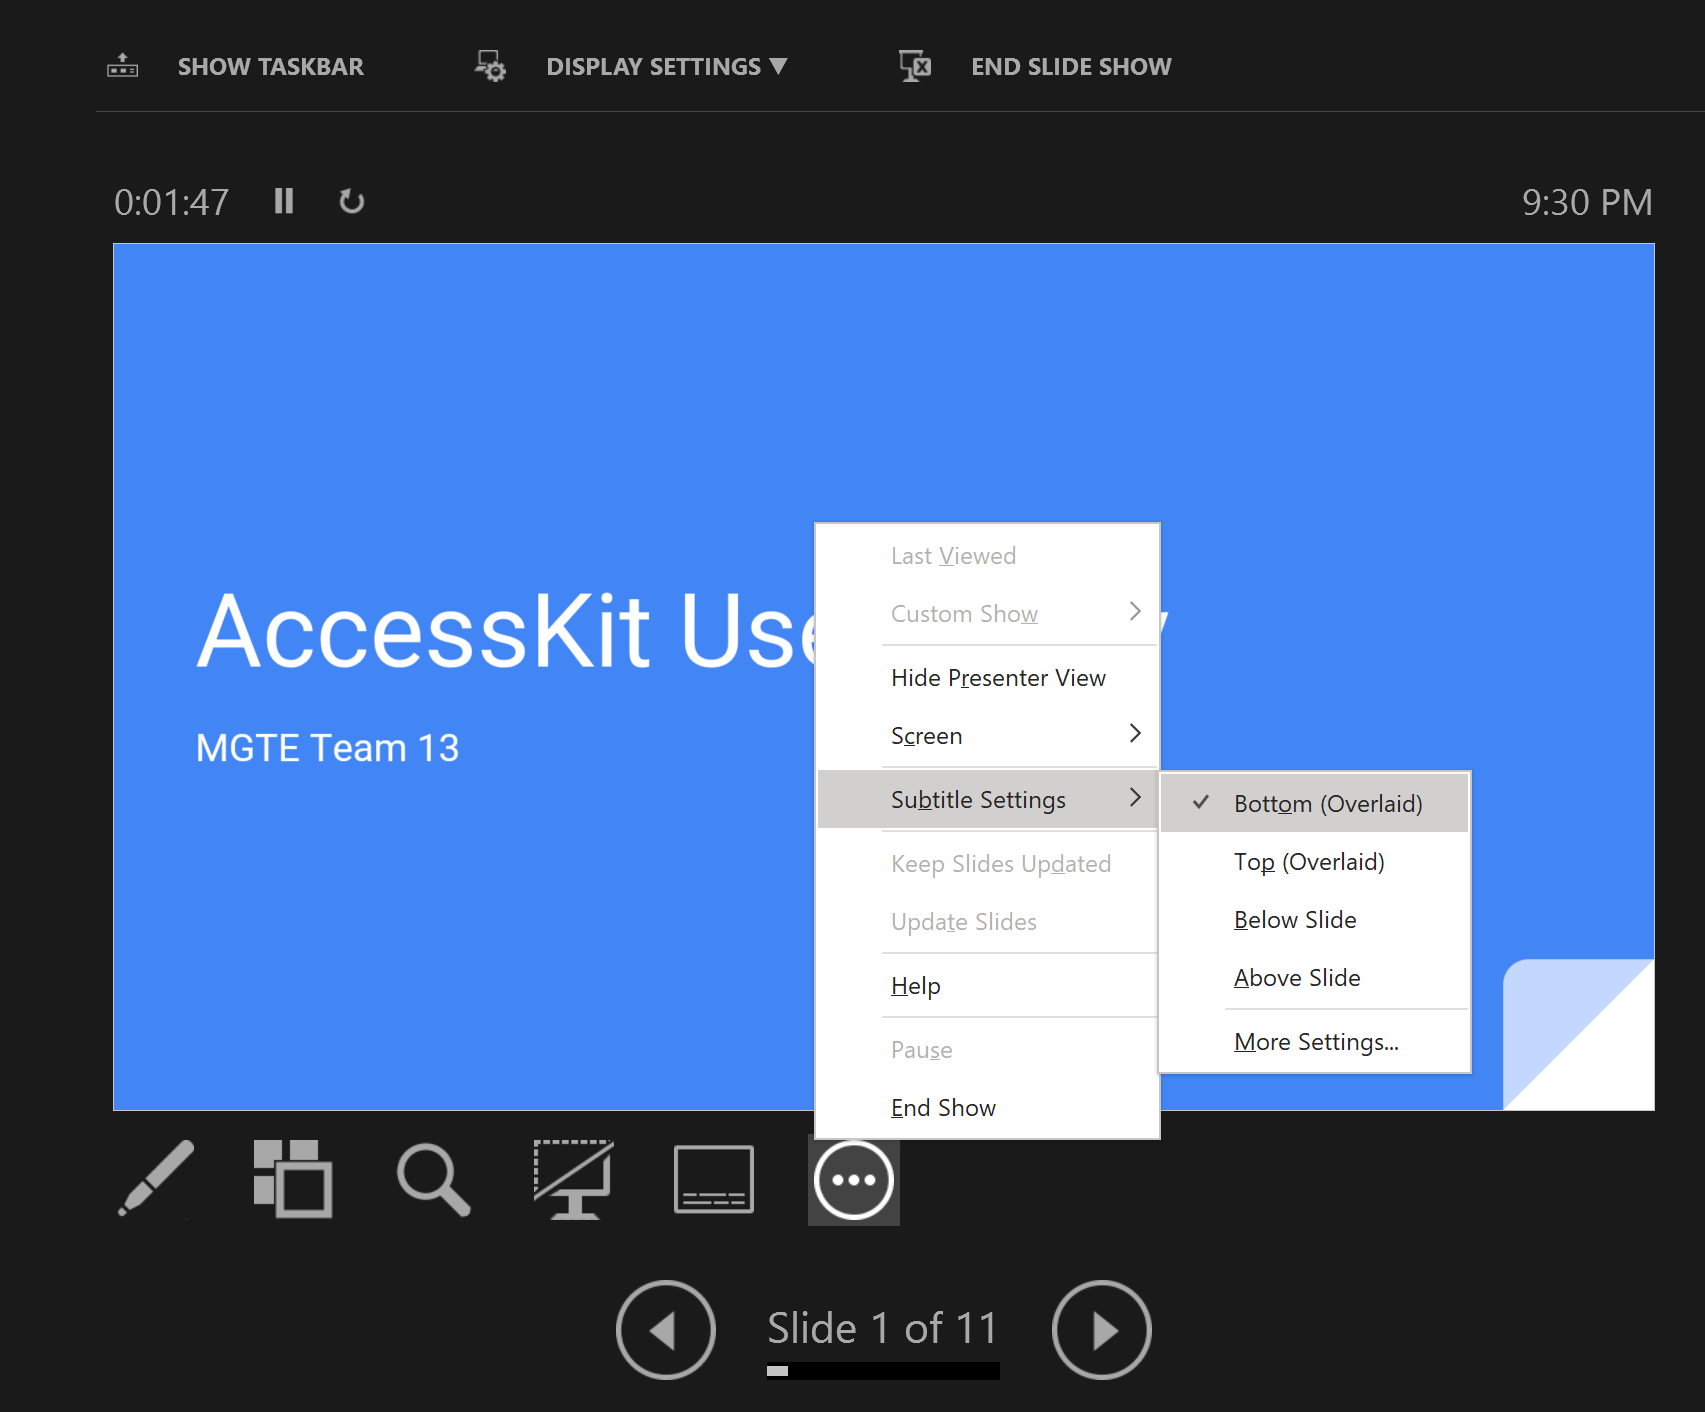 SHOW TASKBAR
DISPLAY SETTINGS ▼
END SLIDE SHOW
0:01:47
9:30 PM
AccessKit Use
MGTE Team 13
Last Viewed
Custom Show
Hide Presenter View
Screen
Subtitle Settings
Keep Slides Updated
Update Slides
Help
Pause
End Show
Bottom (Overlaid)
Top (Overlaid)
Below Slide
Above Slide
More Settings...
Slide 1 of 11